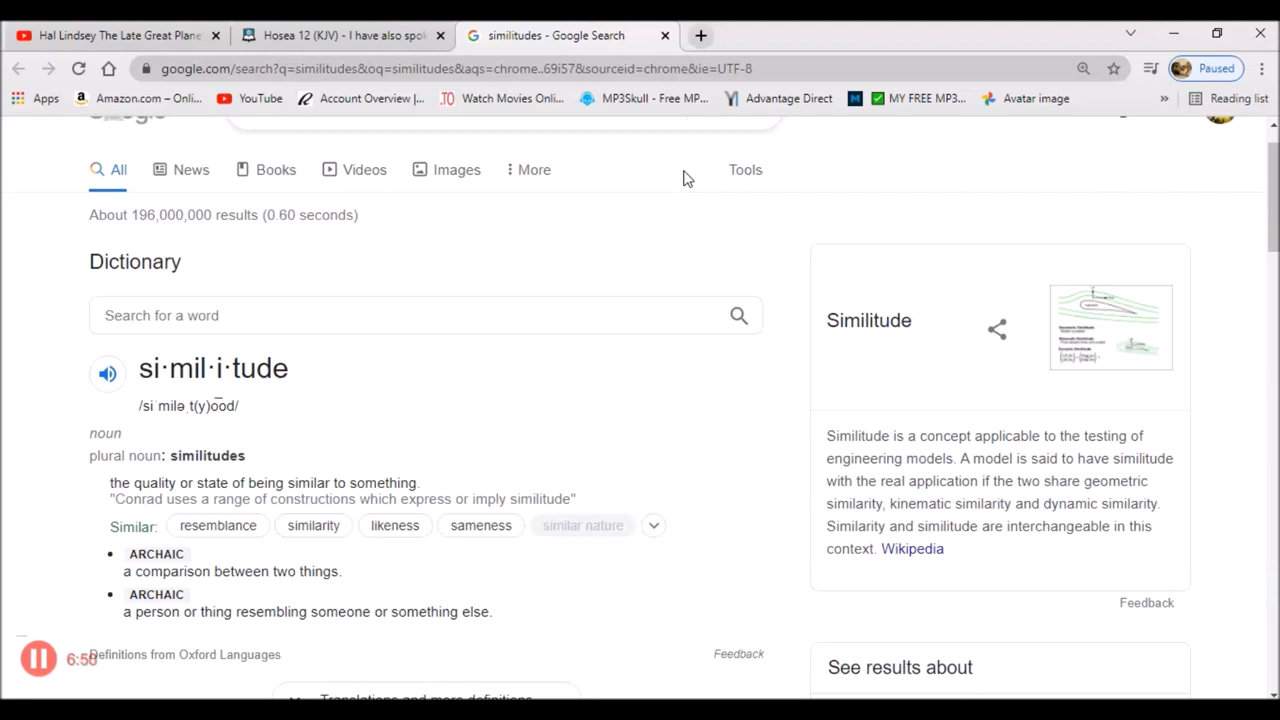 Hal Lindsey The Late Great Plane
Hosea 12 (KJV) - I have also spok
similitudes - Google Search
google.com/search?q=similitudes&oq=similitudes&aqs=chrome..69i57&sourceid=chrome&ie=UTF-8
Paused
Apps
Amazon.com – Onli...
YouTube
Account Overview |...
Watch Movies Onli...
MP3Skull - Free MP...
Advantage Direct
MY FREE MP3...
Avatar image
»
Reading list
All
News
Books
Videos
Images
More
Tools
About 196,000,000 results (0.60 seconds)
Dictionary
Search for a word
si·mil·i·tude
/siˈmiləˌt(y)o͞od/
noun
plural noun: similitudes
the quality or state of being similar to something.
"Conrad uses a range of constructions which express or imply similitude"
Similar:
resemblance
similarity
likeness
sameness
similar nature
• ARCHAIC
a comparison between two things.
• ARCHAIC
a person or thing resembling someone or something else.
6:50
Definitions from Oxford Languages
Feedback
Translations and more definitions
Similitude
Similitude is a concept applicable to the testing of
engineering models. A model is said to have similitude
with the real application if the two share geometric
similarity, kinematic similarity and dynamic similarity.
Similarity and similitude are interchangeable in this
context. Wikipedia
Feedback
See results about